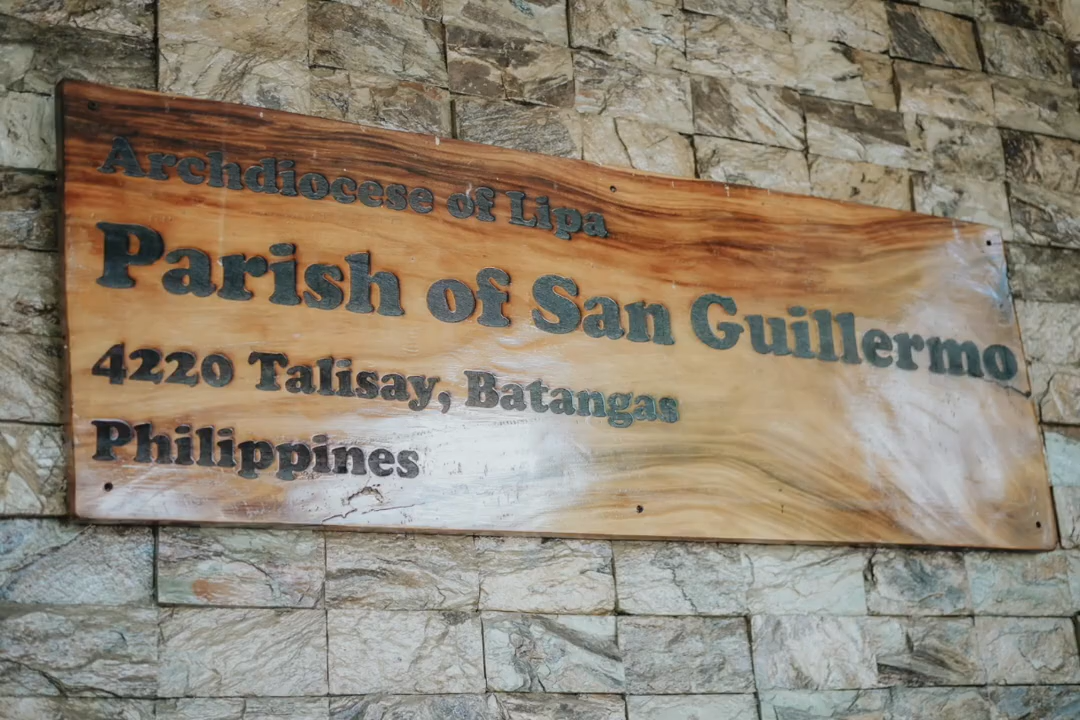 Archdiocese of Lipa
Parish of San Guillermo
4220 Talisay, Batangas
Philippines